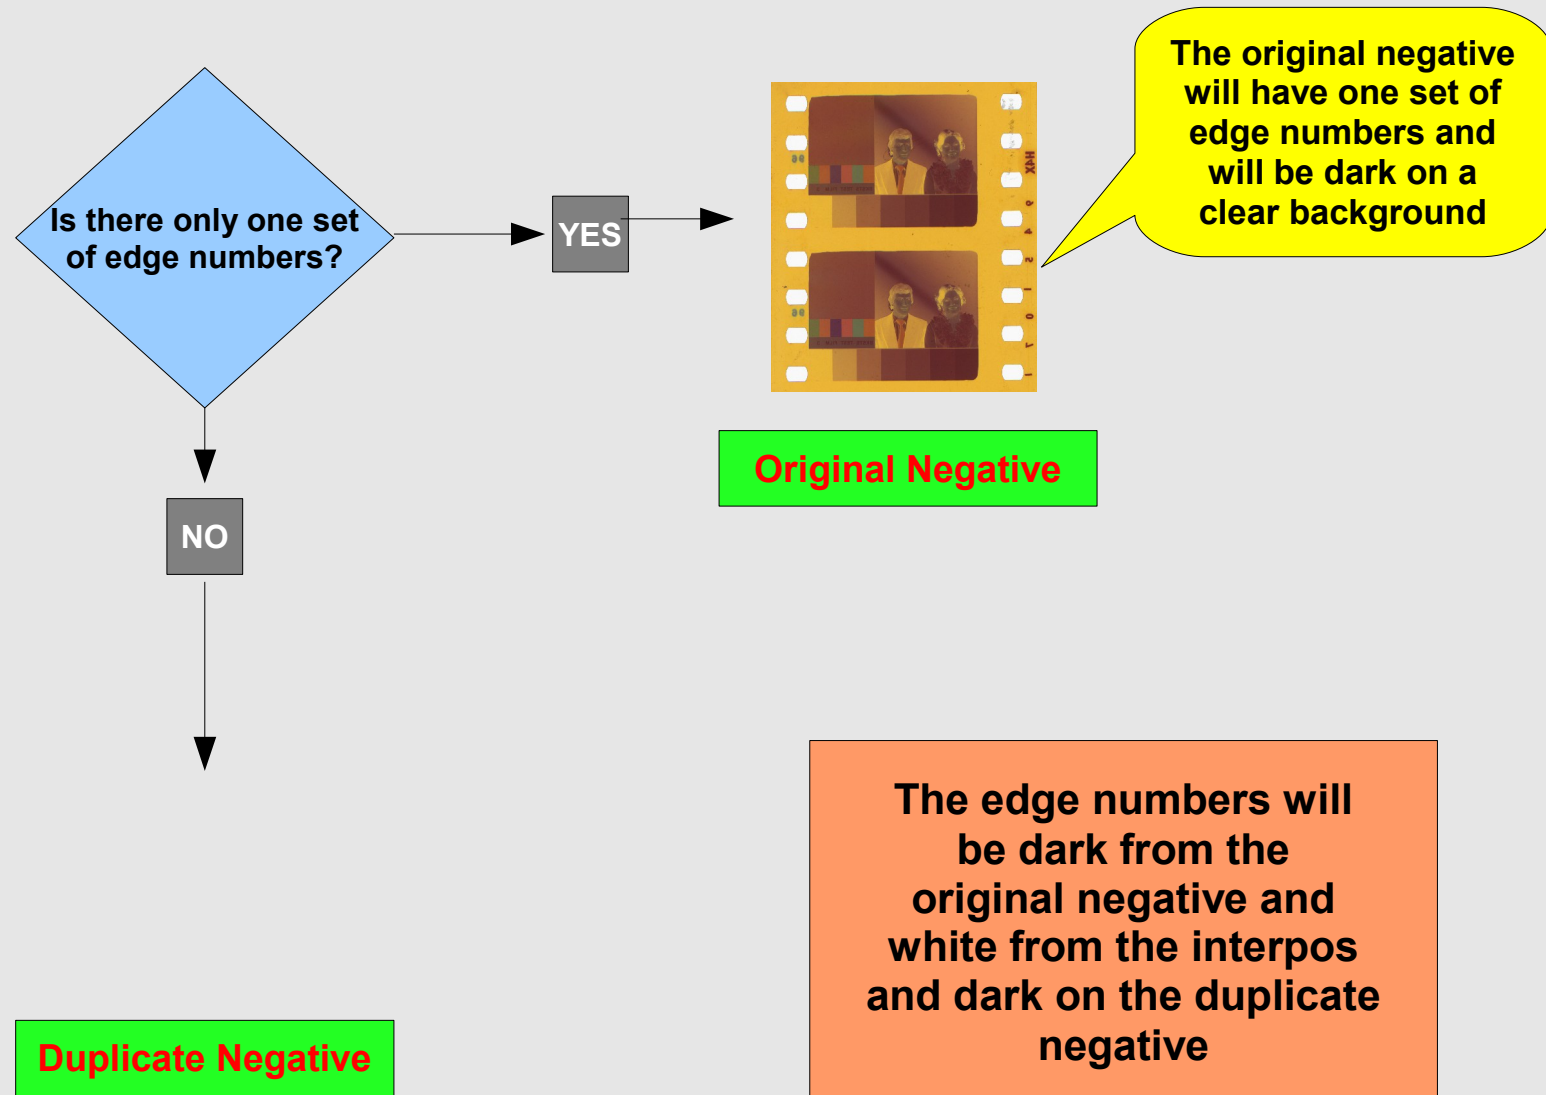 The original negative
will have one set of
edge numbers and
will be dark on a
clear background
Is there only one set
of edge numbers?
YES
Original Negative
NO
The edge numbers will
be dark from the
original negative and
white from the interpos
and dark on the duplicate
negative
Duplicate Negative